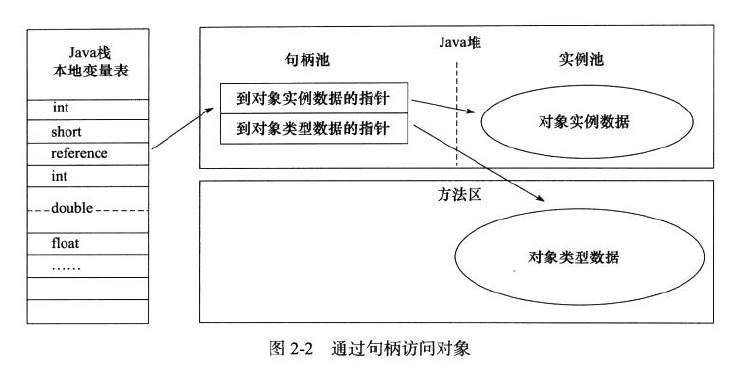 Java栈
本地变量表
int
short
reference
int
double
float
……
Java堆
句柄池
实例池
到对象实例数据的指针
到对象类型数据的指针
对象实例数据
方法区
对象类型数据
图 2-2 通过句柄访问对象